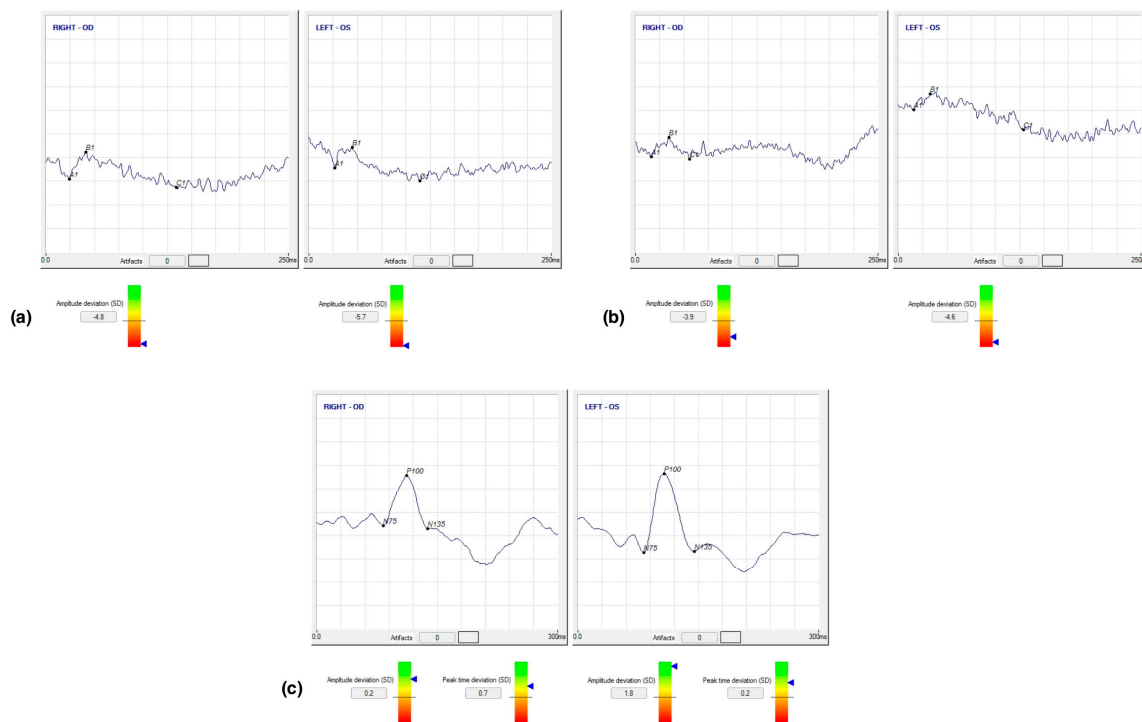 RIGHT - OD
LEFT - OS
B1
A1
C1
B1
A1
C1
0.0
Artifacts
0
250ms
0.0
Artifacts
0
250ms
Amplitude deviation (SD)
-4.8
Amplitude deviation (SD)
-5.7
(a)
RIGHT - OD
LEFT - OS
B1
A1
C1
B1
A1
C1
0.0
Artifacts
0
250ms
0.0
Artifacts
0
250m
Amplitude deviation (SD)
-3.9
Amplitude deviation (SD)
-4.6
(b)
RIGHT - OD
LEFT - OS
P100
N75
N135
P100
N75
N135
0.0
Artifacts
0
300ms
0.0
Artifacts
0
300ms
(c)
Amplitude deviation (SD)
0.2
Peak time deviation (SD)
0.7
Amplitude deviation (SD)
1.8
Peak time deviation (SD)
0.2